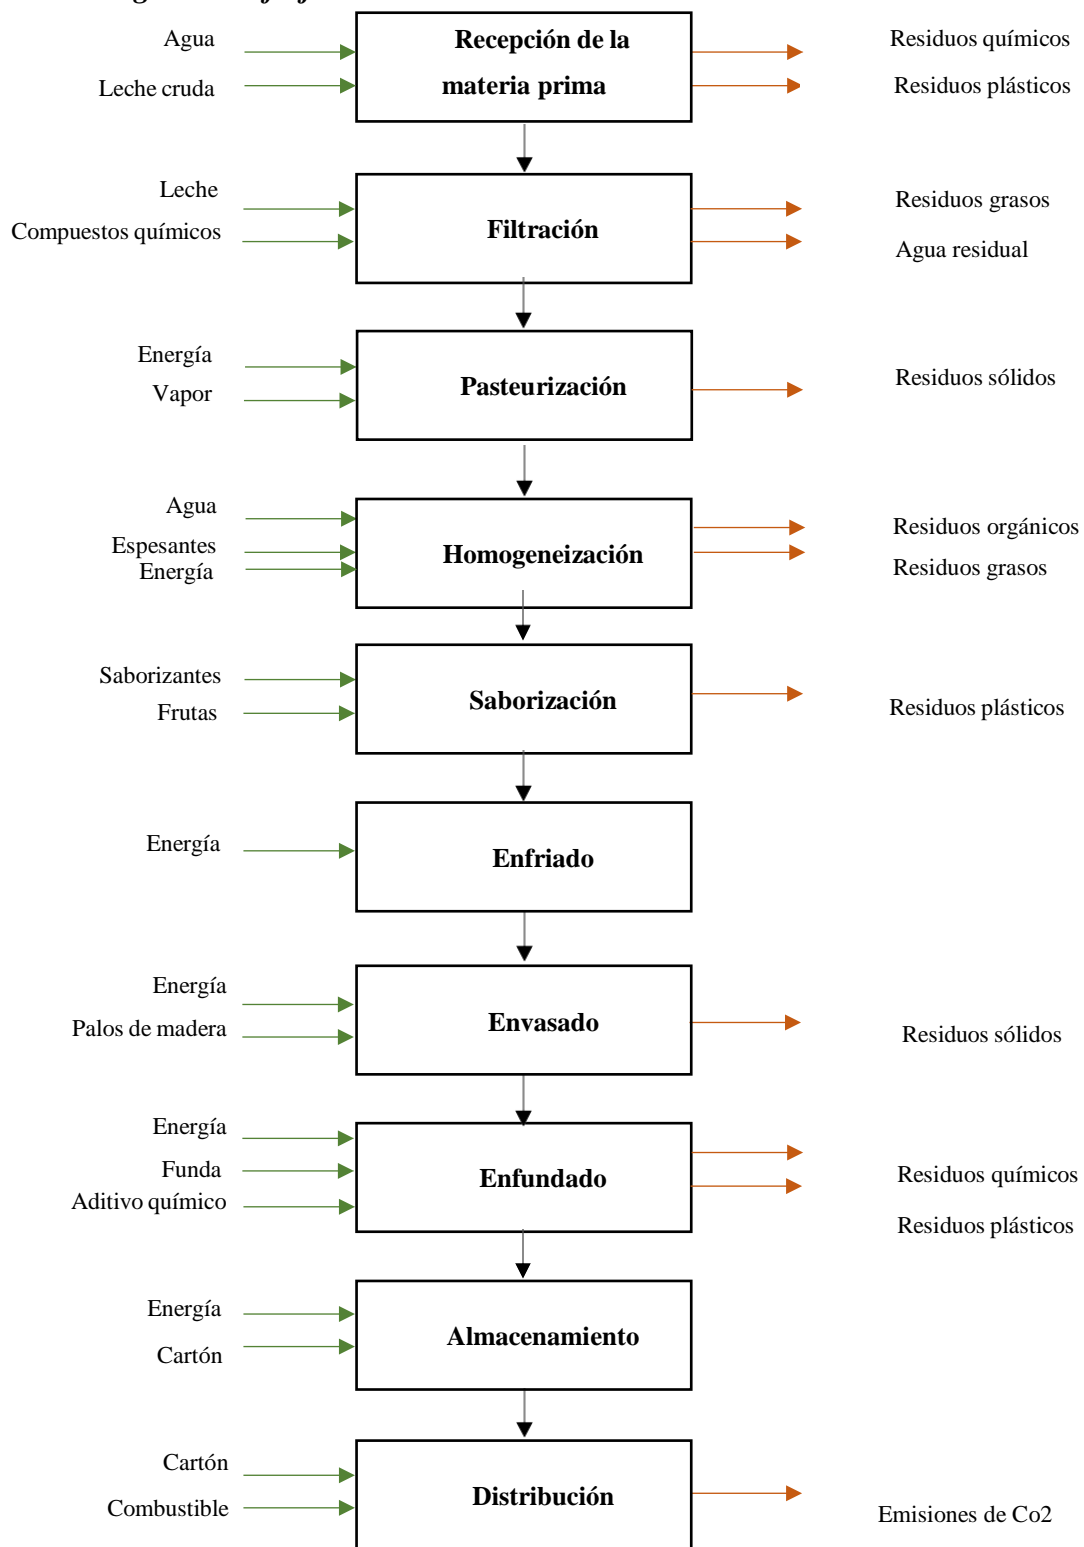 Agua
Recepción de la
Residuos químicos
Leche cruda
materia prima
Residuos plásticos
Leche
Residuos grasos
Compuestos químicos
Filtración
Agua residual
Energía
Residuos sólidos
Vapor
Pasteurización
Agua
Residuos orgánicos
Espesantes
Homogeneización
Energía
Residuos grasos
Saborizantes
Saborización
Frutas
Residuos plásticos
Energía
Enfriado
Energía
Palos de madera
Envasado
Residuos sólidos
Energía
Funda
Enfundado
Residuos químicos
Aditivo químico
Residuos plásticos
Energía
Almacenamiento
Cartón
Cartón
Distribución
Combustible
Emisiones de Co2